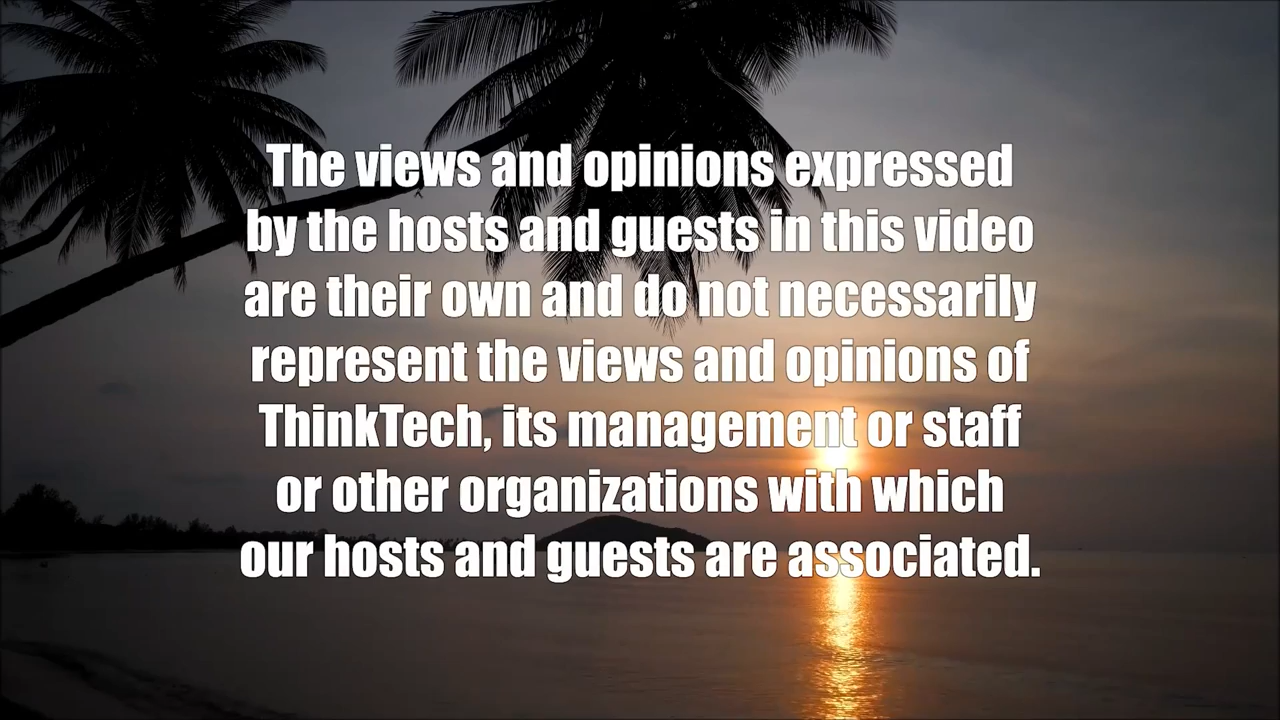 The views and opinions expressed
by the hosts and guests in this video
are their own and do not necessarily
represent the views and opinions of
ThinkTech, its management or staff
or other organizations with which
our hosts and guests are associated.